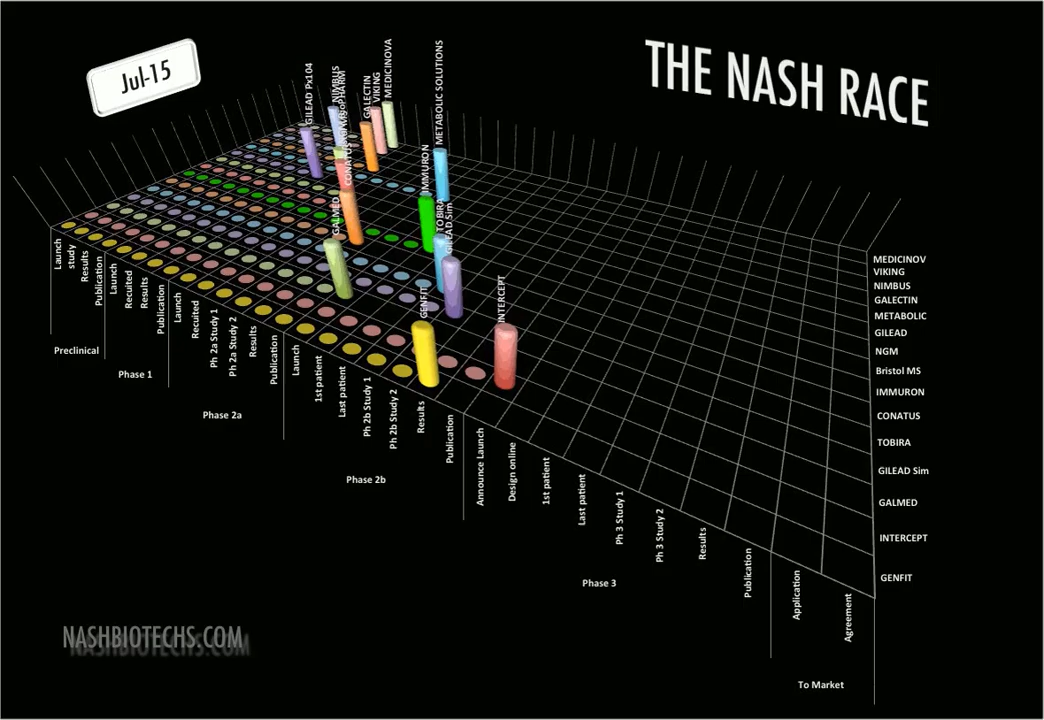 Jul-15
THE NASH RACE
GILEAD Px104
NIMBUS
GALECTIN
VIKING
MEDICINOVA
METABOLIC SOLUTIONS
CONATUS
IMMURON
GALMED
TOBIRA
GILEAD Sim
GENFIT
INTERCEPT
MEDICINOV
VIKING
NIMBUS
GALECTIN
METABOLIC
GILEAD
NGM
Bristol MS
IMMURON
CONATUS
TOBIRA
GILEAD Sim
GALMED
INTERCEPT
GENFIT
Launch
study
Results
Publication
Launch
Recuited
Results
Publication
Launch
Recuited
Ph 2a Study 1
Ph 2a Study 2
Results
Publication
Launch
1st patient
Last patient
Ph 2b Study 1
Ph 2b Study 2
Results
Publication
Announce Launch
Design online
1st patient
Last patient
Ph 3 Study 1
Ph 3 Study 2
Results
Publication
Application
Agreement
Preclinical
Phase 1
Phase 2a
Phase 2b
Phase 3
To Market
NASHBIOTECHS.COM